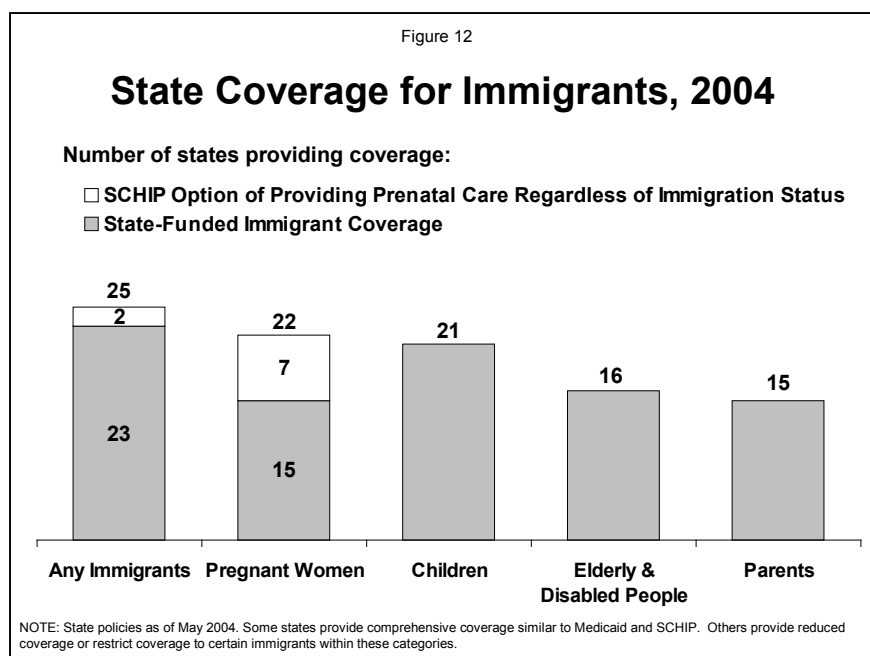 Figure 12
State Coverage for Immigrants, 2004
Number of states providing coverage:
SCHIP Option of Providing Prenatal Care Regardless of Immigration Status
State-Funded Immigrant Coverage
25
2
23
22
7
15
21
16
15
Any Immigrants
Pregnant Women
Children
Elderly &
Disabled People
Parents
NOTE: State policies as of May 2004. Some states provide comprehensive coverage similar to Medicaid and SCHIP. Others provide reduced
coverage or restrict coverage to certain immigrants within these categories.